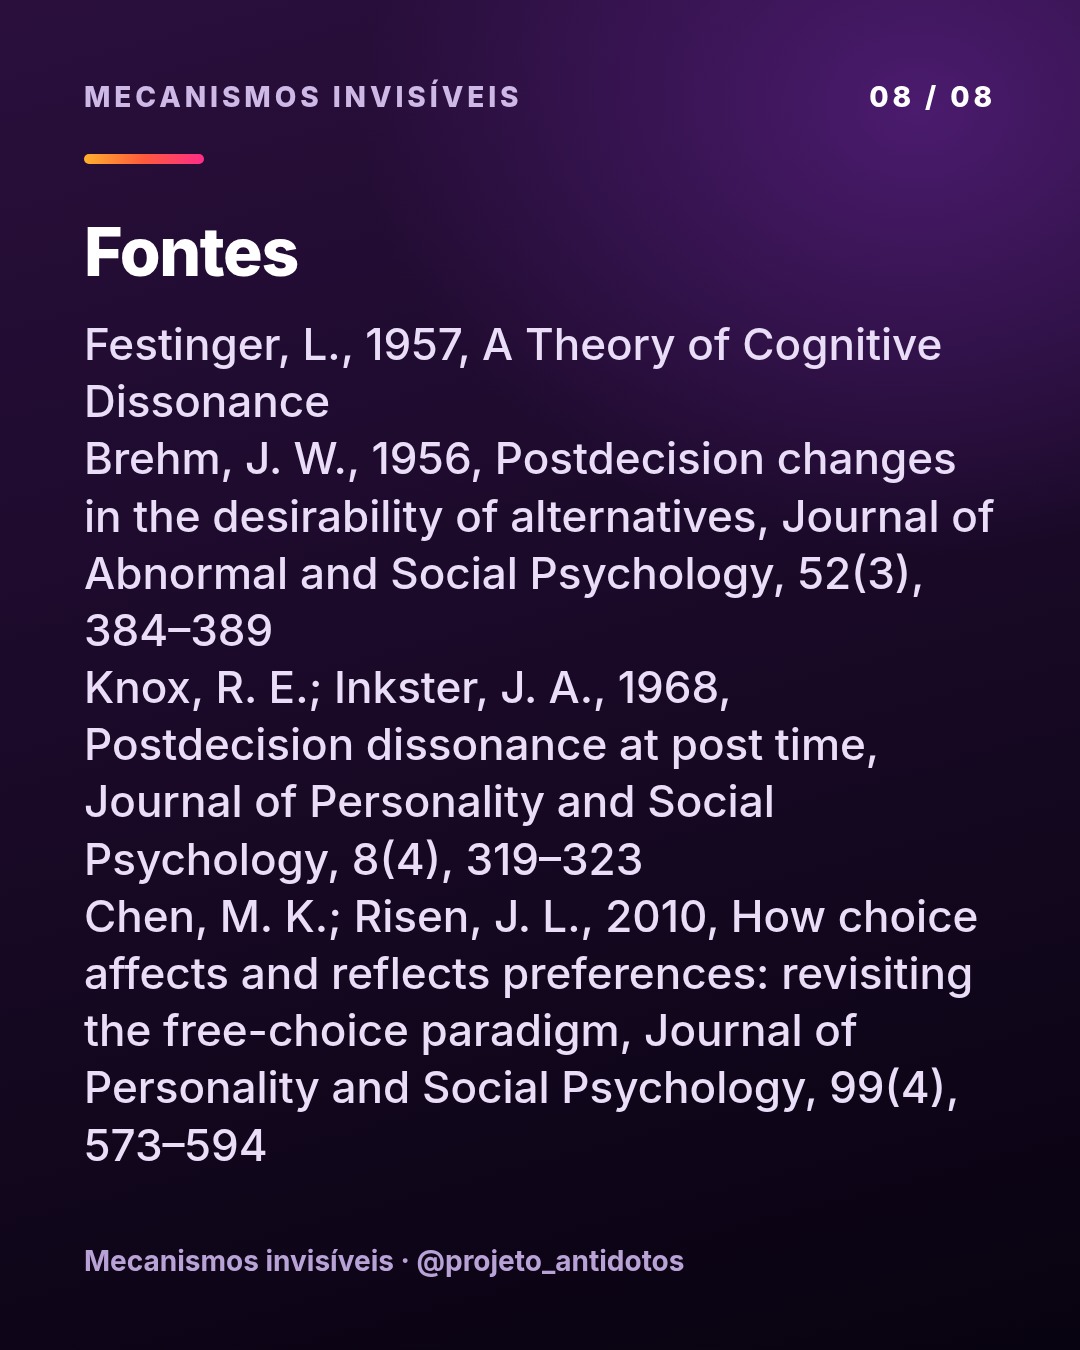 MECANISMOS INVISÍVEIS
08 / 08
Fontes
Festinger, L., 1957, A Theory of Cognitive
Dissonance
Brehm, J. W., 1956, Postdecision changes
in the desirability of alternatives, Journal of
Abnormal and Social Psychology, 52(3),
384–389
Knox, R. E.; Inkster, J. A., 1968,
Postdecision dissonance at post time,
Journal of Personality and Social
Psychology, 8(4), 319–323
Chen, M. K.; Risen, J. L., 2010, How choice
affects and reflects preferences: revisiting
the free-choice paradigm, Journal of
Personality and Social Psychology, 99(4),
573–594
Mecanismos invisíveis · @projeto_antidotos